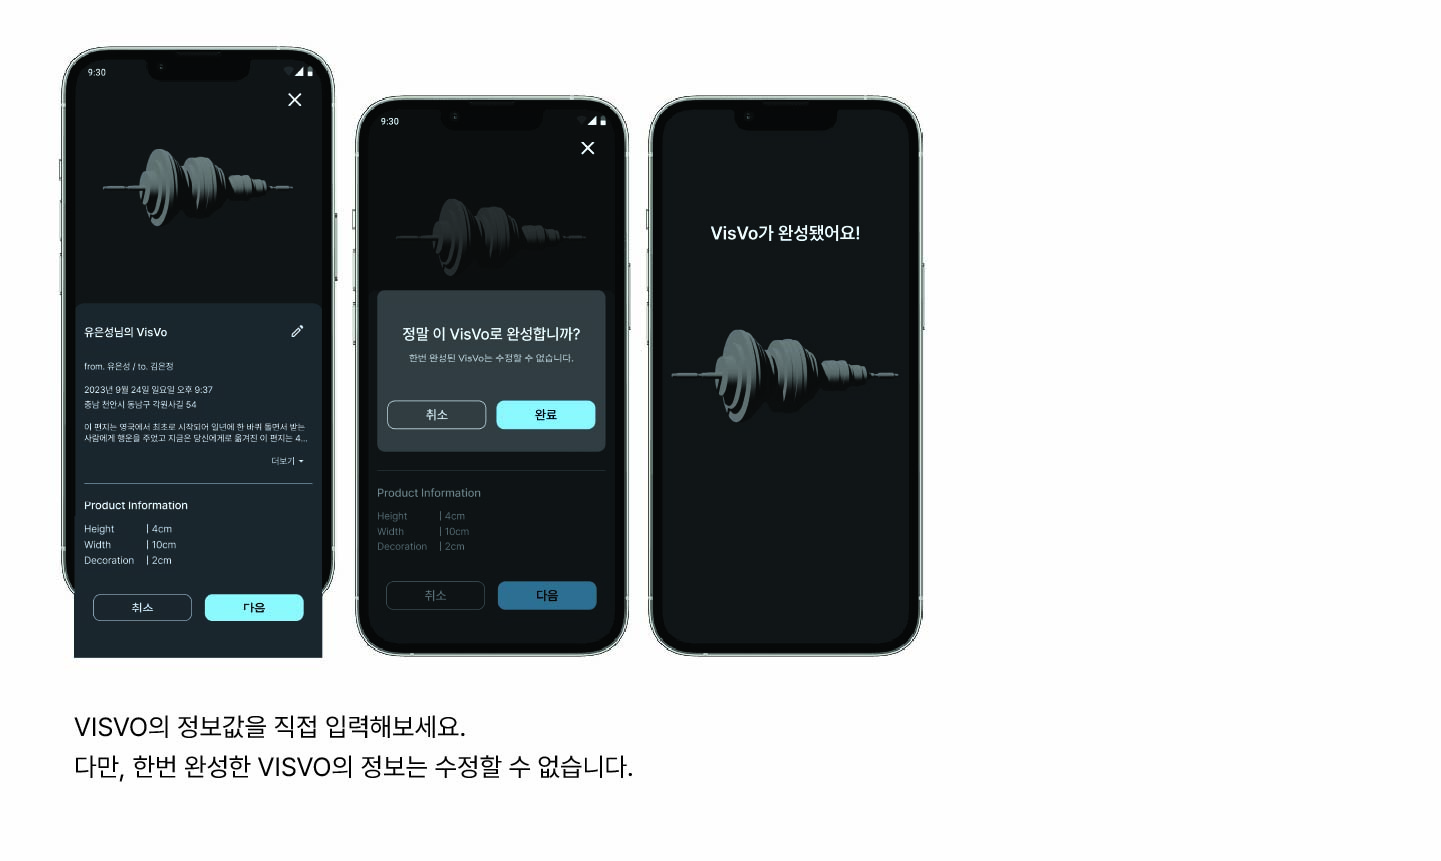 9:30
유은성님의 VisVo
from. 유은성 / to. 김은정
2023년 9월 24일 일요일 오후 9:37
충남 천안시 동남구 각원사길 54
이 편지는 영국에서 최초로 시작되어 일년에 한 바퀴 돌면서 받는
사람에게 행운을 주었고 지금은 당신에게로 옮겨진 이 편지는 4...
더보기
Product Information
Height | 4cm
Width | 10cm
Decoration | 2cm
취소 다음
9:30
정말 이 VisVo로 완성합니까?
한번 완성된 VisVo는 수정할 수 없습니다.
취소 완료
Product Information
Height | 4cm
Width | 10cm
Decoration | 2cm
취소 다음
VisVo가 완성됐어요!
VISVO의 정보값을 직접 입력해보세요.
다만, 한번 완성한 VISVO의 정보는 수정할 수 없습니다.